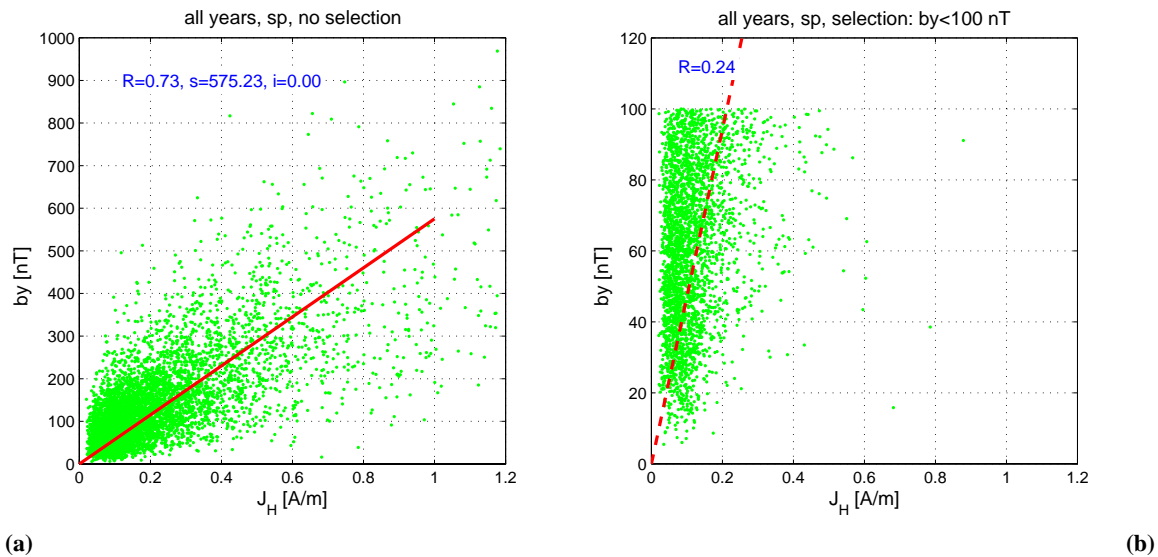 all years, sp, no selection
1000
900
800
700
600
500
400
300
200
100
0
by [nT]
R=0.73, s=575.23, i=0.00
0 0.2 0.4 0.6 0.8 1 1.2
J_H [A/m]
(a)
all years, sp, selection: by<100 nT
120
100
80
60
40
20
0
by [nT]
R=0.24
0 0.2 0.4 0.6 0.8 1 1.2
J_H [A/m]
(b)